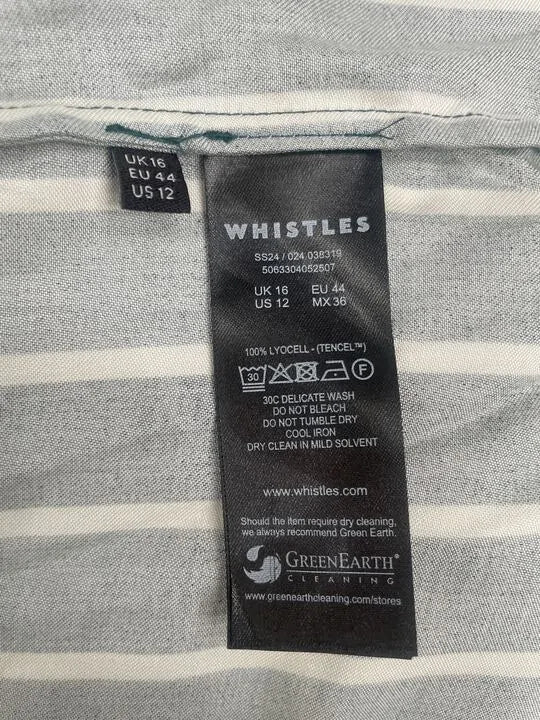 UK 16
EU 44
US 12
WHISTLES
SS24 / 024 038319
5063304052507
UK 16 EU 44
US 12 MX 36
100% LYOCELL - (TENCEL™)
30 F
30C DELICATE WASH
DO NOT BLEACH
DO NOT TUMBLE DRY
COOL IRON
DRY CLEAN IN MILD SOLVENT
www.whistles.com
Should the item require dry cleaning,
we always recommend Green Earth.
GREENEARTH®
CLEANING
www.greenearthcleaning.com/stores